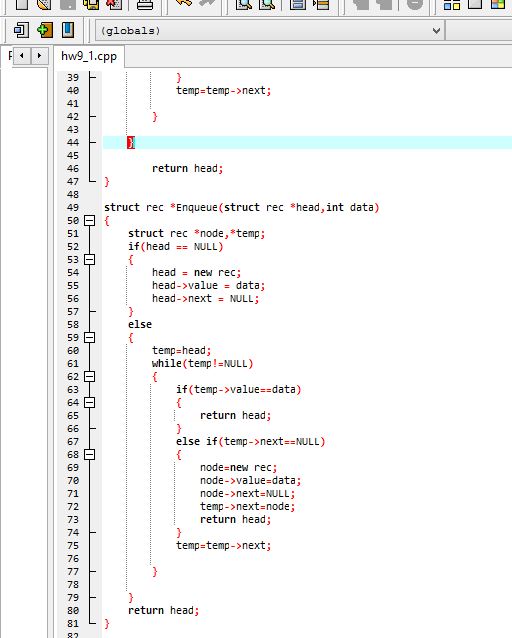 (globals)
hw9_1.cpp
39 }
40 temp=temp->next;
41
42 }
43
44 }
45
46 return head;
47 }
48
49 struct rec *Enqueue(struct rec *head,int data)
50 {
51 struct rec *node,*temp;
52 if(head == NULL)
53 {
54 head = new rec;
55 head->value = data;
56 head->next = NULL;
57 }
58 else
59 {
60 temp=head;
61 while(temp!=NULL)
62 {
63 if(temp->value==data)
64 {
65 return head;
66 }
67 else if(temp->next==NULL)
68 {
69 node=new rec;
70 node->value=data;
71 node->next=NULL;
72 temp->next=node;
73 return head;
74 }
75 temp=temp->next;
76
77 }
78
79 }
80 return head;
81 }
82